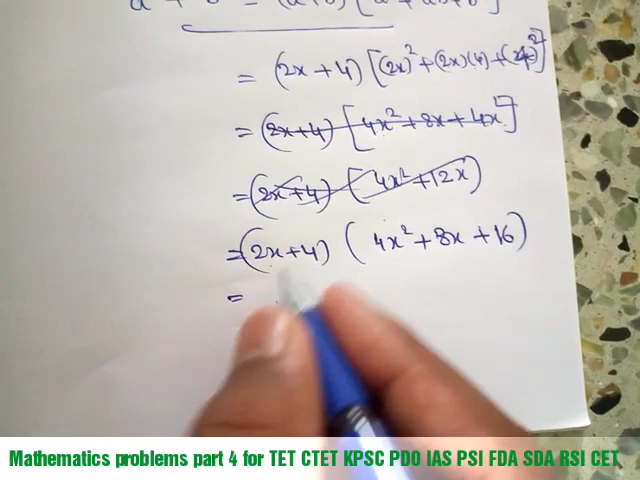 = (2x+4) [(2x)² + (2x)(4) + (4)²]
= (2x+4) [4x² + 8x + 4x²]
= (2x+4) (4x² + 12x)
= (2x+4) (4x² + 8x + 16)
=
Mathematics problems part 4 for TET CTET KPSC PDO IAS PSI FDA SDA RSI CET